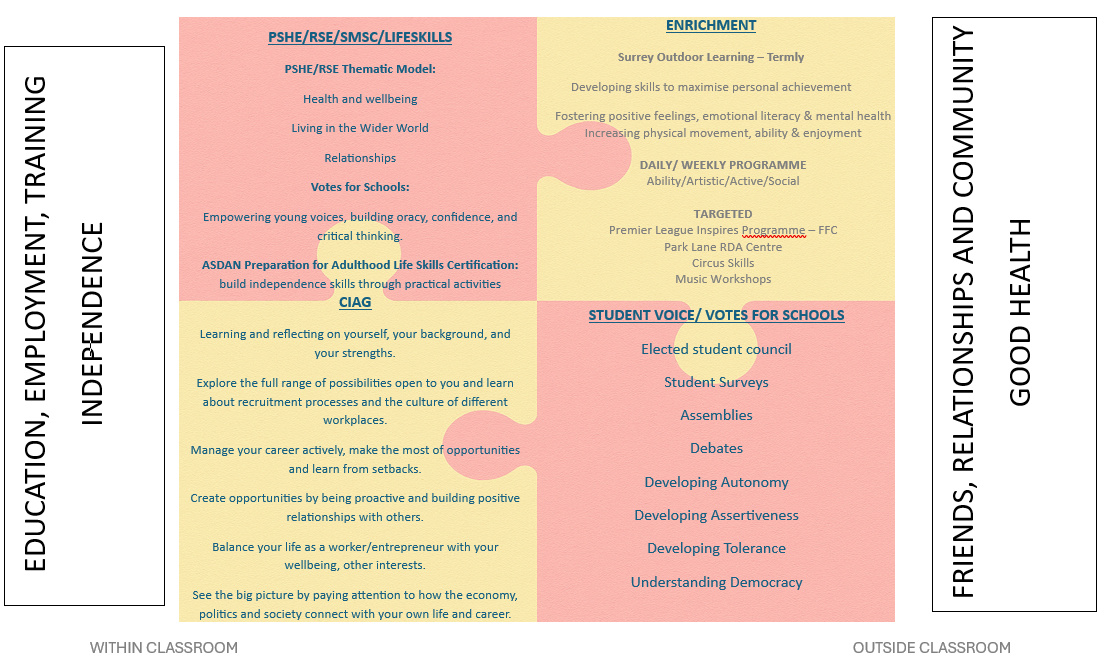 EDUCATION, EMPLOYMENT, TRAINING
INDEPENDENCE
PSHE/RSE/SMSC/LIFESKILLS
PSHE/RSE Thematic Model:
Health and wellbeing
Living in the Wider World
Relationships
Votes for Schools:
Empowering young voices, building oracy, confidence, and
critical thinking.
ASDAN Preparation for Adulthood Life Skills Certification:
build independence skills through practical activities
ENRICHMENT
Surrey Outdoor Learning – Termly
Developing skills to maximise personal achievement
Fostering positive feelings, emotional literacy & mental health
Increasing physical movement, ability & enjoyment
DAILY/ WEEKLY PROGRAMME
Ability/Artistic/Active/Social
TARGETED
Premier League Inspires Programme – FFC
Park Lane RDA Centre
Circus Skills
Music Workshops
CIAG
Learning and reflecting on yourself, your background, and
your strengths.
Explore the full range of possibilities open to you and learn
about recruitment processes and the culture of different
workplaces.
Manage your career actively, make the most of opportunities
and learn from setbacks.
Create opportunities by being proactive and building positive
relationships with others.
Balance your life as a worker/entrepreneur with your
wellbeing, other interests.
See the big picture by paying attention to how the economy,
politics and society connect with your own life and career.
STUDENT VOICE/ VOTES FOR SCHOOLS
Elected student council
Student Surveys
Assemblies
Debates
Developing Autonomy
Developing Assertiveness
Developing Tolerance
Understanding Democracy
FRIENDS, RELATIONSHIPS AND COMMUNITY
GOOD HEALTH
WITHIN CLASSROOM
OUTSIDE CLASSROOM